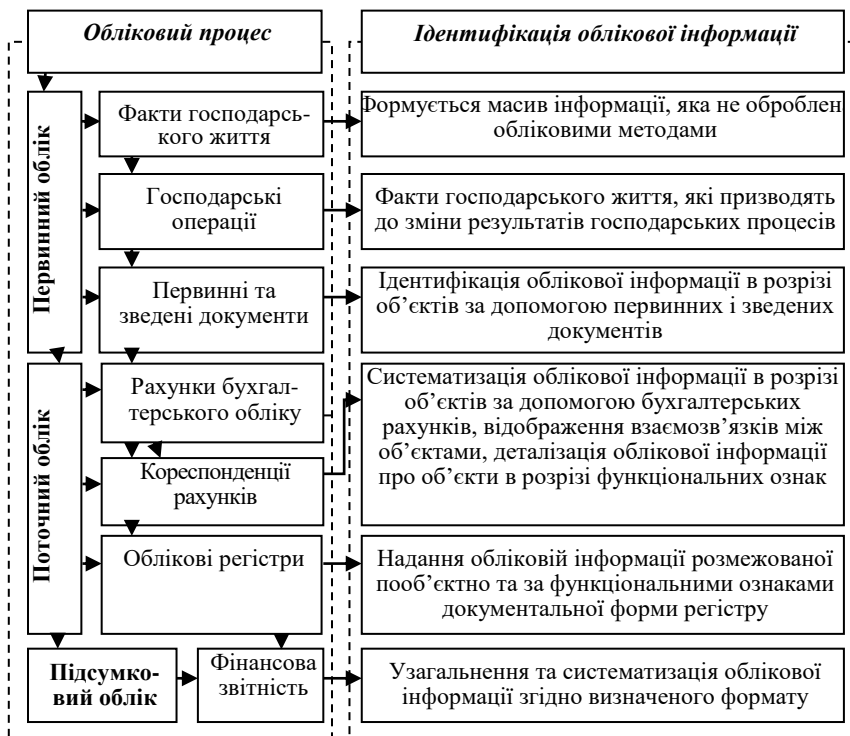 Обліковий процес
Ідентифікація облікової інформації
Первинний облік
Факти господарсь-
кого життя
Формується масив інформації, яка не оброблен
обліковими методами
Господарські
операції
Факти господарського життя, які призводять
до зміни результатів господарських процесів
Первинні та
зведені документи
Ідентифікація облікової інформації в розрізі
об’єктів за допомогою первинних і зведених
документів
Поточний облік
Рахунки бухгал-
терського обліку
Кореспонденції
рахунків
Систематизація облікової інформації в розрізі
об’єктів за допомогою бухгалтерських
рахунків, відображення взаємозв’язків між
об’єктами, деталізація облікової інформації
про об’єкти в розрізі функціональних ознак
Облікові регістри
Надання обліковій інформації розмежованої
пооб’єктно та за функціональними ознаками
документальної форми регістру
Підсумко-
вий облік
Фінансова
звітність
Узагальнення та систематизація облікової
інформації згідно визначеного формату